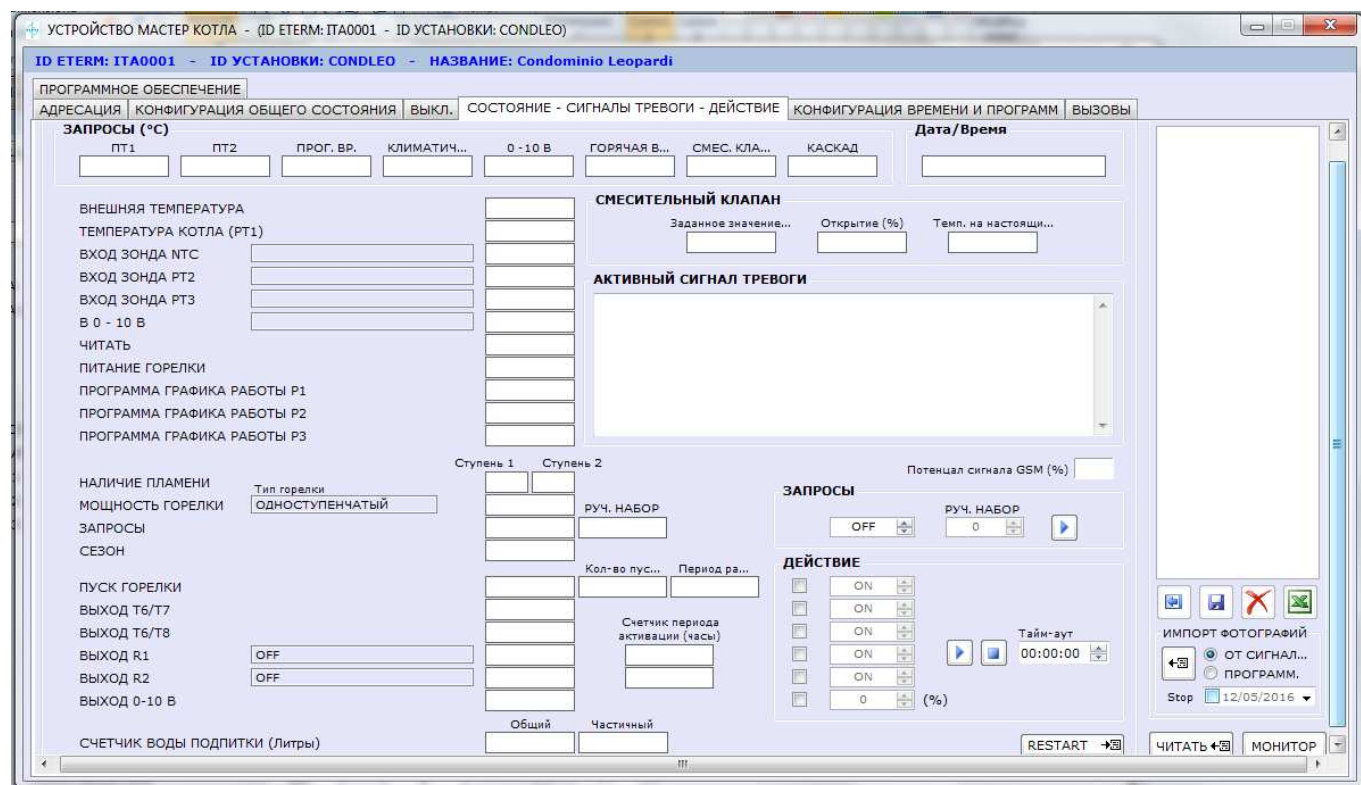 УСТРОЙСТВО МАСТЕР КОТЛА - (ID ETERM: ITA0001 - ID УСТАНОВКИ: CONDLEO)
ID ETERM: ITA0001 - ID УСТАНОВКИ: CONDLEO - НАЗВАНИЕ: Condominio Leopardi
ПРОГРАММНОЕ ОБЕСПЕЧЕНИЕ
АДРЕСАЦИЯ КОНФИГУРАЦИЯ ОБЩЕГО СОСТОЯНИЯ ВЫКЛ. СОСТОЯНИЕ - СИГНАЛЫ ТРЕВОГИ - ДЕЙСТВИЕ КОНФИГУРАЦИЯ ВРЕМЕНИ И ПРОГРАММ ВЫЗОВЫ
ЗАПРОСЫ (°C) Дата/Время
ПТ1 ПТ2 ПРОГ. ВР. КЛИМАТИЧ... 0 -10 В ГОРЯЧАЯ В... СМЕС. КЛА... КАСКАД
ВНЕШНЯЯ ТЕМПЕРАТУРА
ТЕМПЕРАТУРА КОТЛА (PT1)
ВХОД ЗОНДА NTC
ВХОД ЗОНДА PT2
ВХОД ЗОНДА PT3
В 0 - 10 В
ЧИТАТЬ
ПИТАНИЕ ГОРЕЛКИ
ПРОГРАММА ГРАФИКА РАБОТЫ P1
ПРОГРАММА ГРАФИКА РАБОТЫ P2
ПРОГРАММА ГРАФИКА РАБОТЫ P3
СМЕСИТЕЛЬНЫЙ КЛАПАН
Заданное значение... Открытие (%) Темп. на настоящи...
АКТИВНЫЙ СИГНАЛ ТРЕВОГИ
Ступень 1 Ступень 2
НАЛИЧИЕ ПЛАМЕНИ
Тип горелки
МОЩНОСТЬ ГОРЕЛКИ ОДНОСТУПЕНЧАТЫЙ
РУЧ. НАБОР
ЗАПРОСЫ
СЕЗОН
Кол-во пус... Период ра...
ПУСК ГОРЕЛКИ
ВЫХОД T6/T7
ВЫХОД T6/T8
Счетчик периода
активации (часы)
ВЫХОД R1 OFF
ВЫХОД R2 OFF
ВЫХОД 0-10 В
Общий Частичный
СЧЕТЧИК ВОДЫ ПОДПИТКИ (Литры)
Потенцал сигнала GSM (%)
ЗАПРОСЫ
РУЧ. НАБОР
OFF 0
ДЕЙСТВИЕ
ON
ON
ON
ON
ON
0 (%)
Тайм-аут
00:00:00
RESTART
ИМПОРТ ФОТОГРАФИЙ
ОТ СИГНАЛ...
ПРОГРАММ.
Stop 12/05/2016
ЧИТАТЬ МОНИТОР